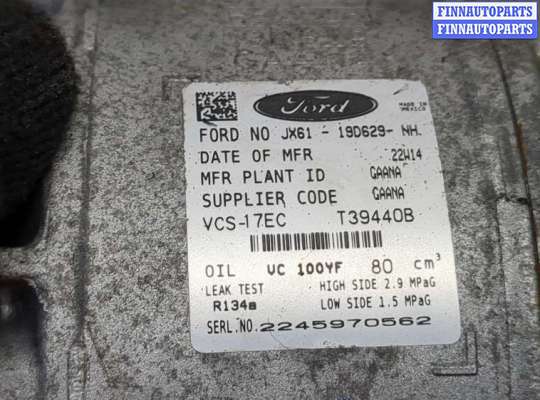 FINNAUTOPARTS
FINNAUTOPARTS
Ford
MADE IN
MEXICO
FORD NO JX61 - 19D629- NH
DATE OF MFR 22W14
MFR PLANT ID GAANA
SUPPLIER CODE GAANA
VCS-17EC T39440B
OIL VC 100YF 80 cm³
LEAK TEST HIGH SIDE 2.9 MPaG
R134a LOW SIDE 1.5 MPaG
SERL.NO. 2245970562